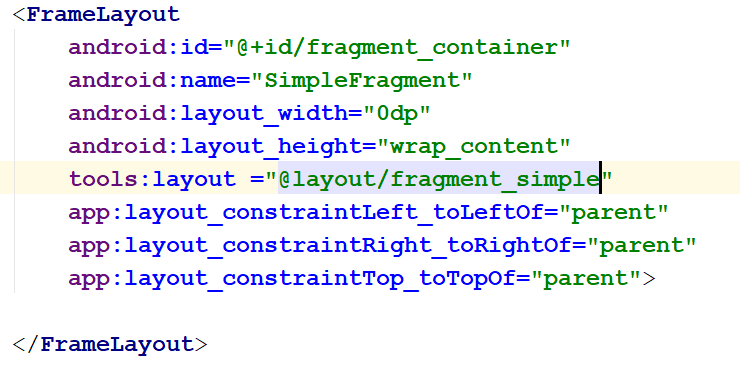 <FrameLayout
    android:id="@+id/fragment_container"
    android:name="SimpleFragment"
    android:layout_width="0dp"
    android:layout_height="wrap_content"
    tools:layout ="@layout/fragment_simple"
    app:layout_constraintLeft_toLeftOf="parent"
    app:layout_constraintRight_toRightOf="parent"
    app:layout_constraintTop_toTopOf="parent">
</FrameLayout>